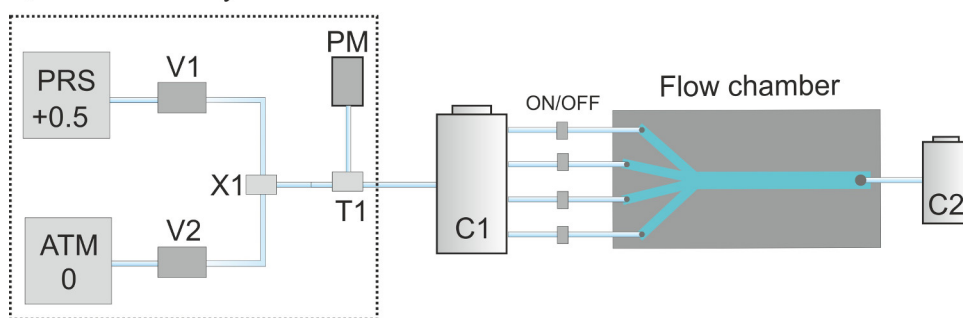 PRS
+0.5
V1
PM
X1
T1
ATM
0
V2
C1
ON/OFF
Flow chamber
C2